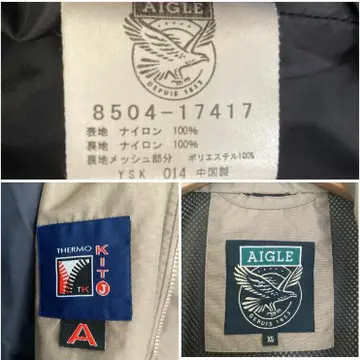 AIGLE
DEPUIS 1853
8504-17417
表地 ナイロン 100%
裏地 ナイロン 100%
裏地メッシュ部分 ポリエステル100%
YSK 014 中国製
THERMO
KIT
J
TK
A
AIGLE
DEPUIS 1853
XS